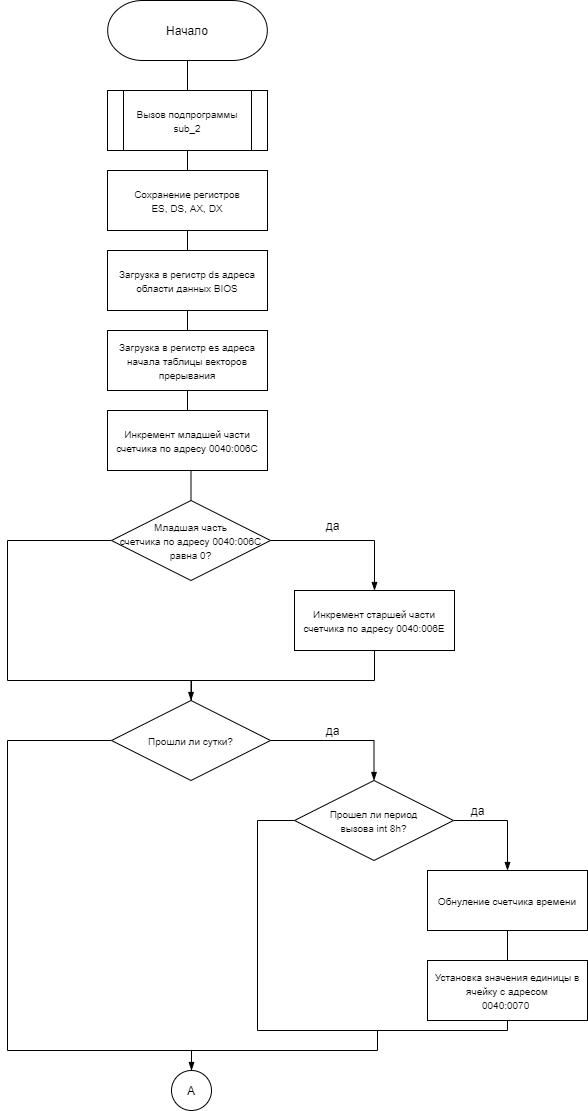 Начало
Вызов подпрограммы
sub_2
Сохранение регистров
ES, DS, AX, DX
Загрузка в регистр ds адреса
области данных BIOS
Загрузка в регистр es адреса
начала таблицы векторов
прерывания
Инкремент младшей части
счетчика по адресу 0040:006C
Младшая часть
счетчика по адресу 0040:006C
равна 0?
да
Инкремент старшей части
счетчика по адресу 0040:006E
Прошли ли сутки?
да
Прошел ли период
вызова int 8h?
да
Обнуление счетчика времени
Установка значения единицы в
ячейку с адресом
0040:0070
A